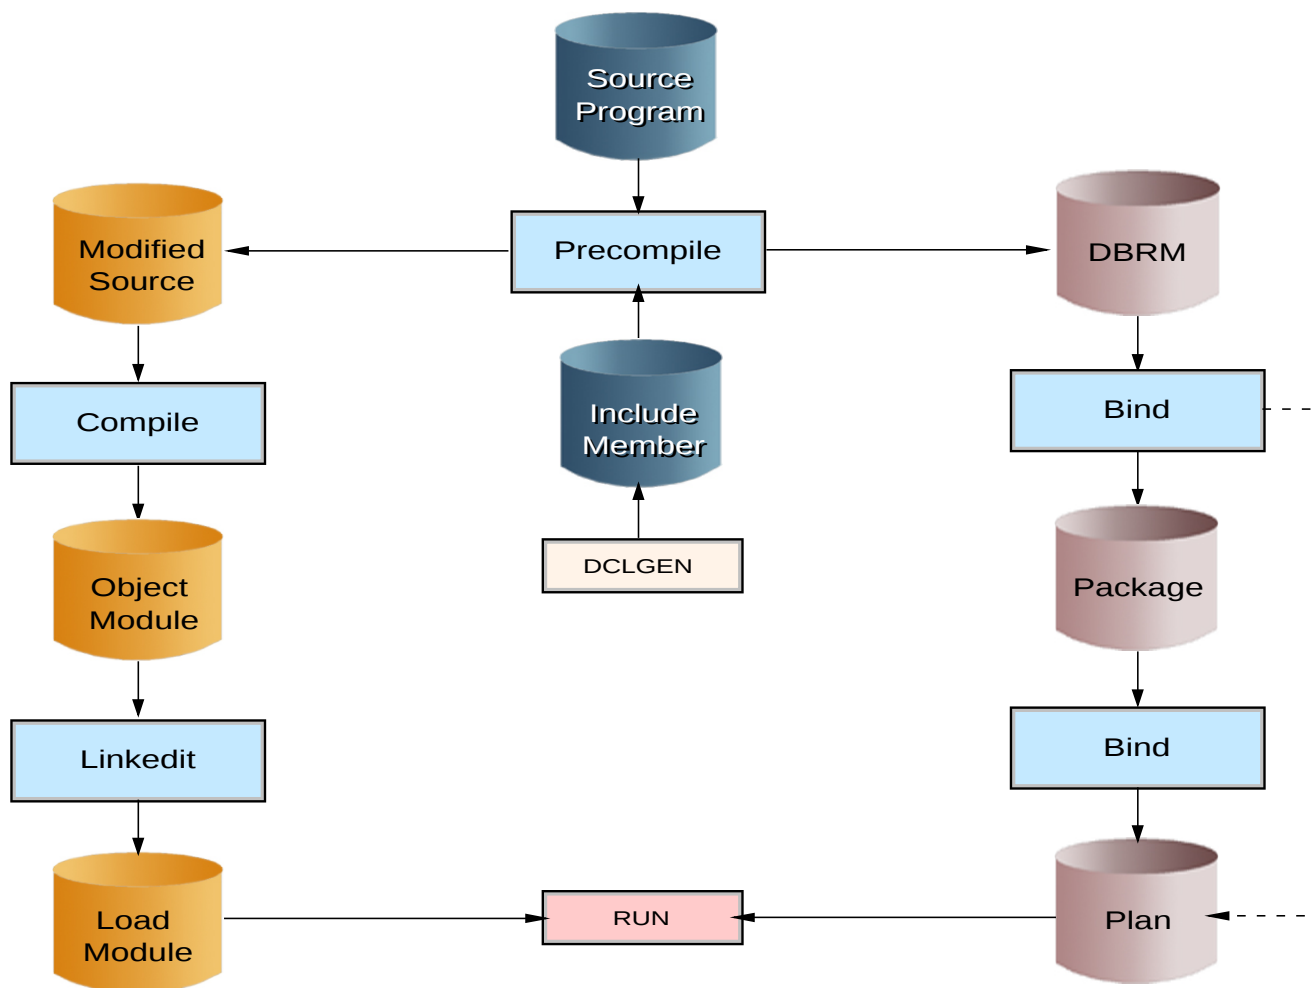 Source
Program
Modified
Source
Precompile
DBRM
Compile
Include
Member
Bind
Object
Module
DCLGEN
Package
Linkedit
Bind
Load
Module
RUN
Plan